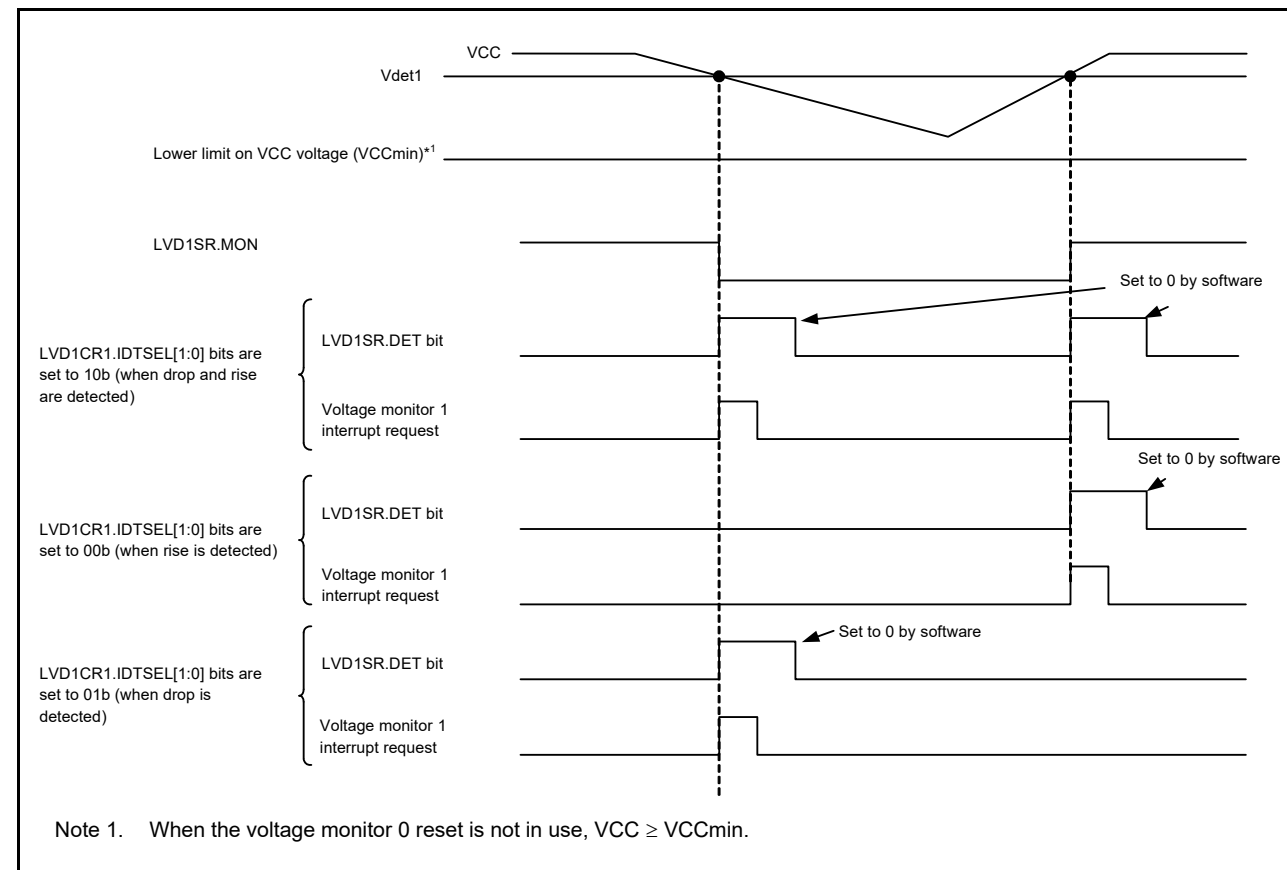 VCC
Vdet1
Lower limit on VCC voltage (VCCmin)*1
LVD1SR.MON
Set to 0 by software
LVD1CR1.IDTSEL[1:0] bits are
set to 10b (when drop and rise
are detected)
LVD1SR.DET bit
Voltage monitor 1
interrupt request
Set to 0 by software
LVD1CR1.IDTSEL[1:0] bits are
set to 00b (when rise is detected)
LVD1SR.DET bit
Voltage monitor 1
interrupt request
Set to 0 by software
LVD1CR1.IDTSEL[1:0] bits are
set to 01b (when drop is
detected)
LVD1SR.DET bit
Voltage monitor 1
interrupt request
Note 1. When the voltage monitor 0 reset is not in use, VCC ≥ VCCmin.